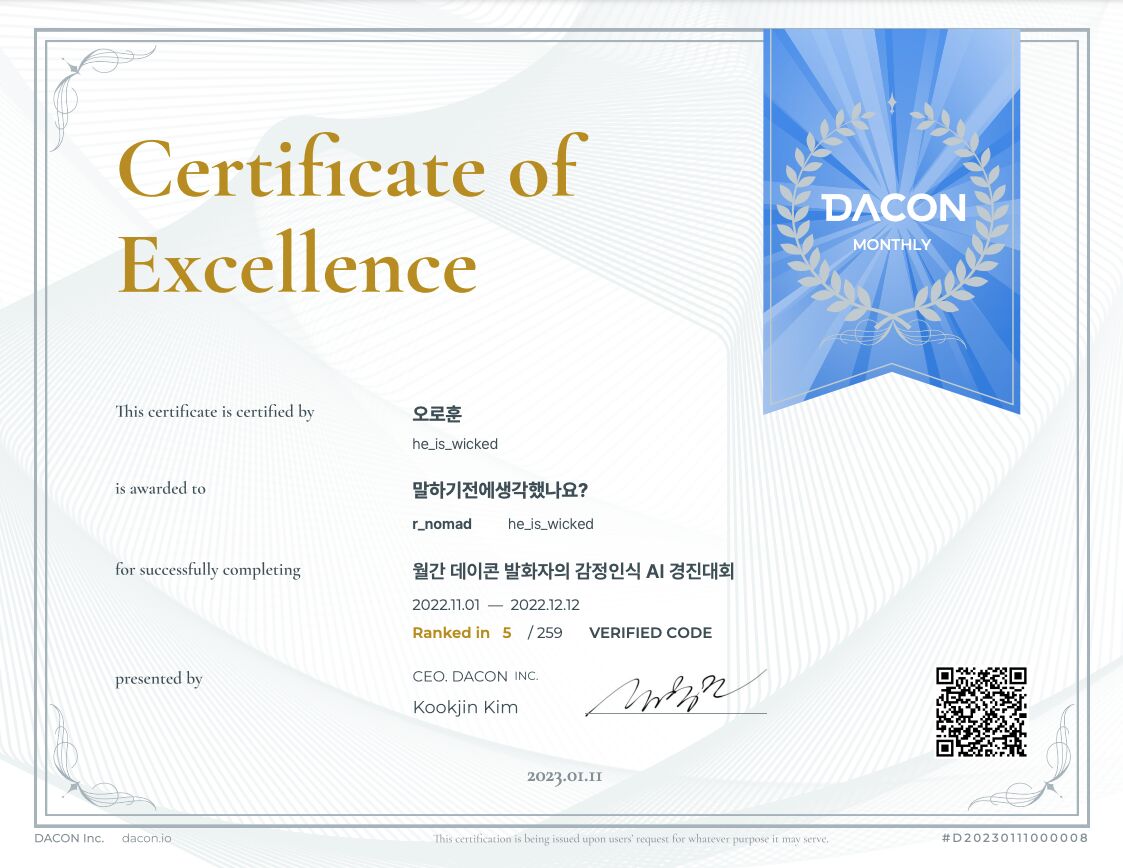 Certificate of
Excellence
DACON
MONTHLY
This certificate is certified by
오로훈
he_is_wicked
is awarded to
말하기전에생각했나요?
r_nomad he_is_wicked
for successfully completing
월간 데이콘 발화자의 감정인식 AI 경진대회
2022.11.01 — 2022.12.12
Ranked in 5 / 259 VERIFIED CODE
presented by
CEO. DACON INC.
Kookjin Kim
2023.01.11
DACON Inc. dacon.io
This certification is being issued upon users' request for whatever purpose it may serve.
#D20230111000008